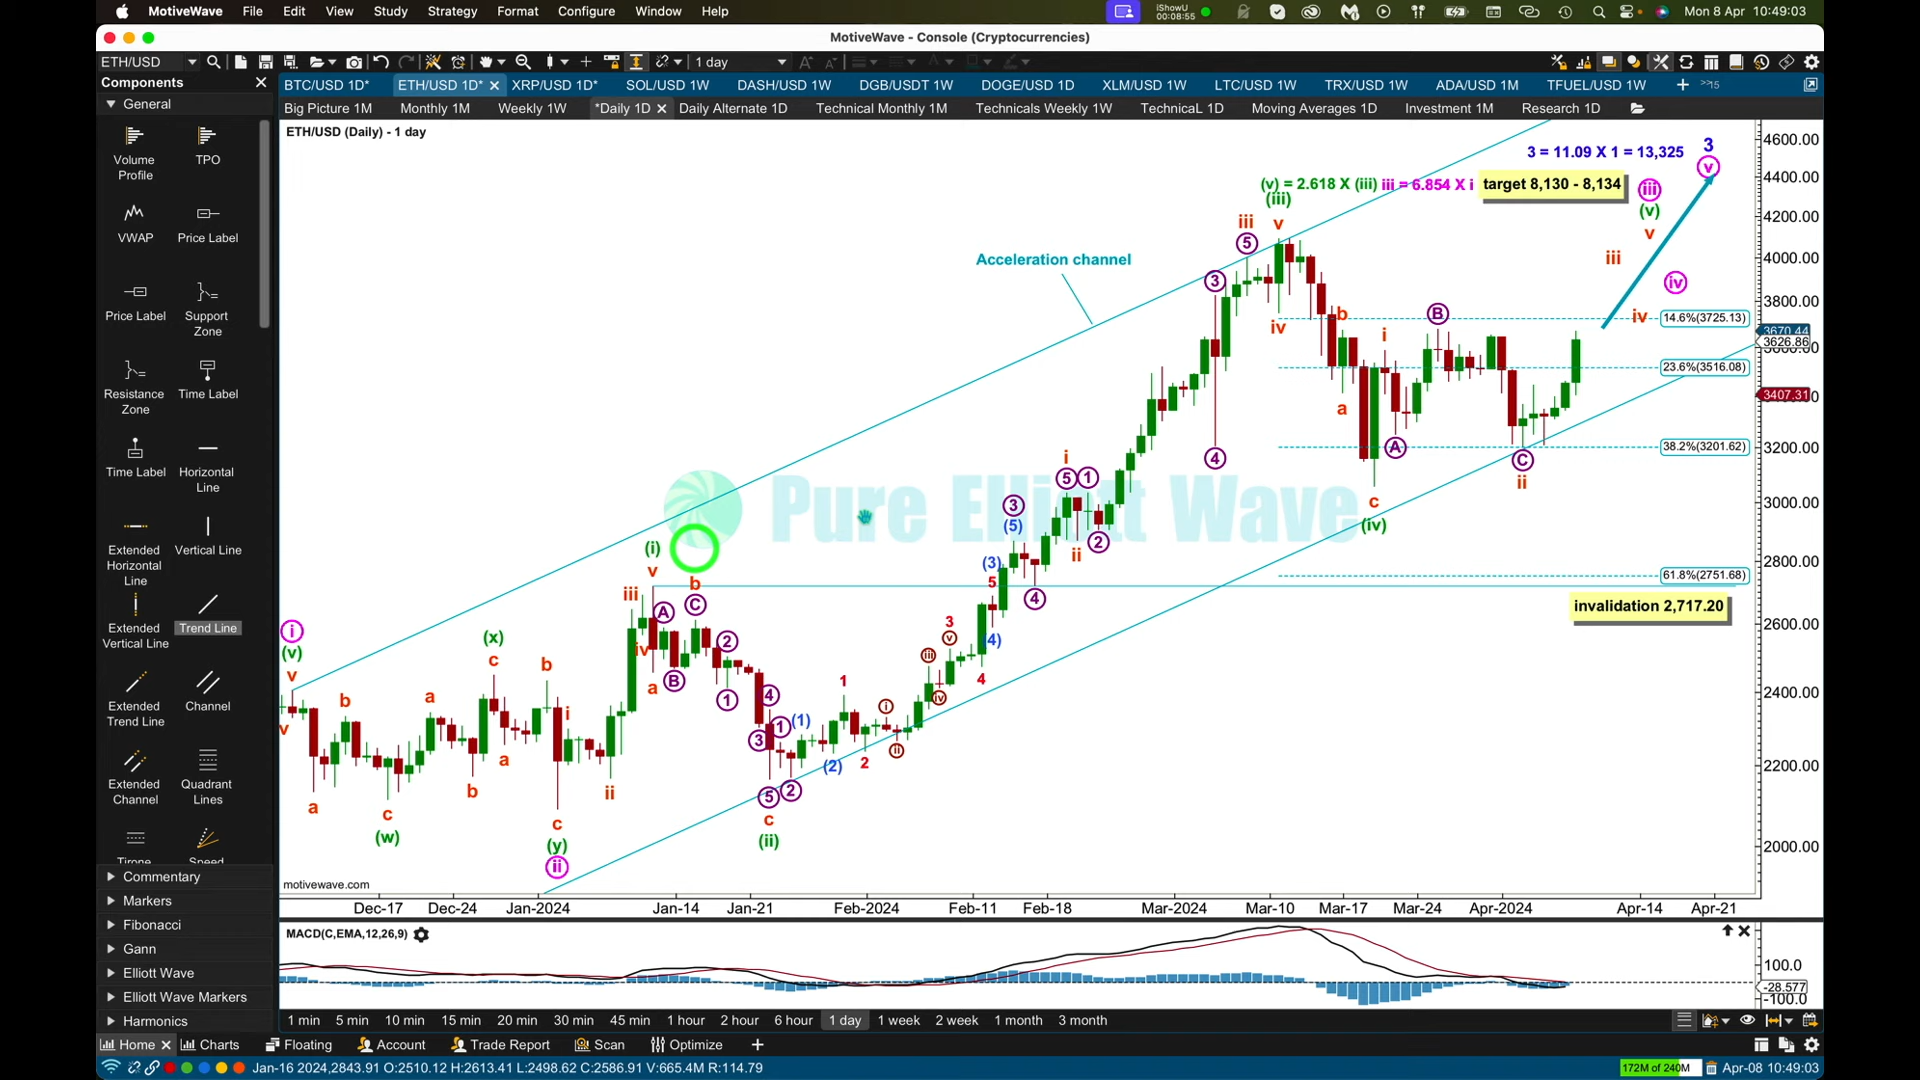 MotiveWave File Edit View Study Strategy Format Configure Window Help
iShowU
00:08:55
Mon 8 Apr 10:49:03
MotiveWave - Console (Cryptocurrencies)
ETH/USD
1 day
Components
General
Volume Profile
TPO
VWAP
Price Label
Price Label
Support Zone
Resistance Zone
Time Label
Time Label
Horizontal Line
Extended Horizontal Line
Vertical Line
Extended Vertical Line
Trend Line
Extended Trend Line
Channel
Extended Channel
Quadrant Lines
Tirone
Speed
Commentary
Markers
Fibonacci
Gann
Elliott Wave
Elliott Wave Markers
Harmonics
BTC/USD 1D* ETH/USD 1D* XRP/USD 1D* SOL/USD 1W DASH/USD 1W DGB/USDT 1W DOGE/USD 1D XLM/USD 1W LTC/USD 1W TRX/USD 1W ADA/USD 1M TFUEL/USD 1W
Big Picture 1M Monthly 1M Weekly 1W *Daily 1D Daily Alternate 1D Technical Monthly 1M Technicals Weekly 1W TechnicaL 1D Moving Averages 1D Investment 1M Research 1D
ETH/USD (Daily) - 1 day
3 = 11.09 X 1 = 13,325
3
(v) = 2.618 X (iii) iii = 6.854 X i
target 8,130 - 8,134
Acceleration channel
Pure Elliott Wave
invalidation 2,717.20
14.6%(3725.13)
23.6%(3516.08)
38.2%(3201.62)
61.8%(2751.68)
4600.00
4400.00
4200.00
4000.00
3800.00
3670.44
3626.86
3407.31
3200.00
3000.00
2800.00
2600.00
2400.00
2200.00
2000.00
motivewave.com
Dec-17 Dec-24 Jan-2024 Jan-14 Jan-21 Feb-2024 Feb-11 Feb-18 Mar-2024 Mar-10 Mar-17 Mar-24 Apr-2024 Apr-14 Apr-21
MACD(C,EMA,12,26,9)
100.0
-28.577
-100.0
1 min 5 min 10 min 15 min 20 min 30 min 45 min 1 hour 2 hour 6 hour 1 day 1 week 2 week 1 month 3 month
Home Charts Floating Account Trade Report Scan Optimize
Jan-16 2024,2843.91 O:2510.12 H:2613.41 L:2498.62 C:2586.91 V:665.4M R:114.79
172M of 240M
Apr-08 10:49:03